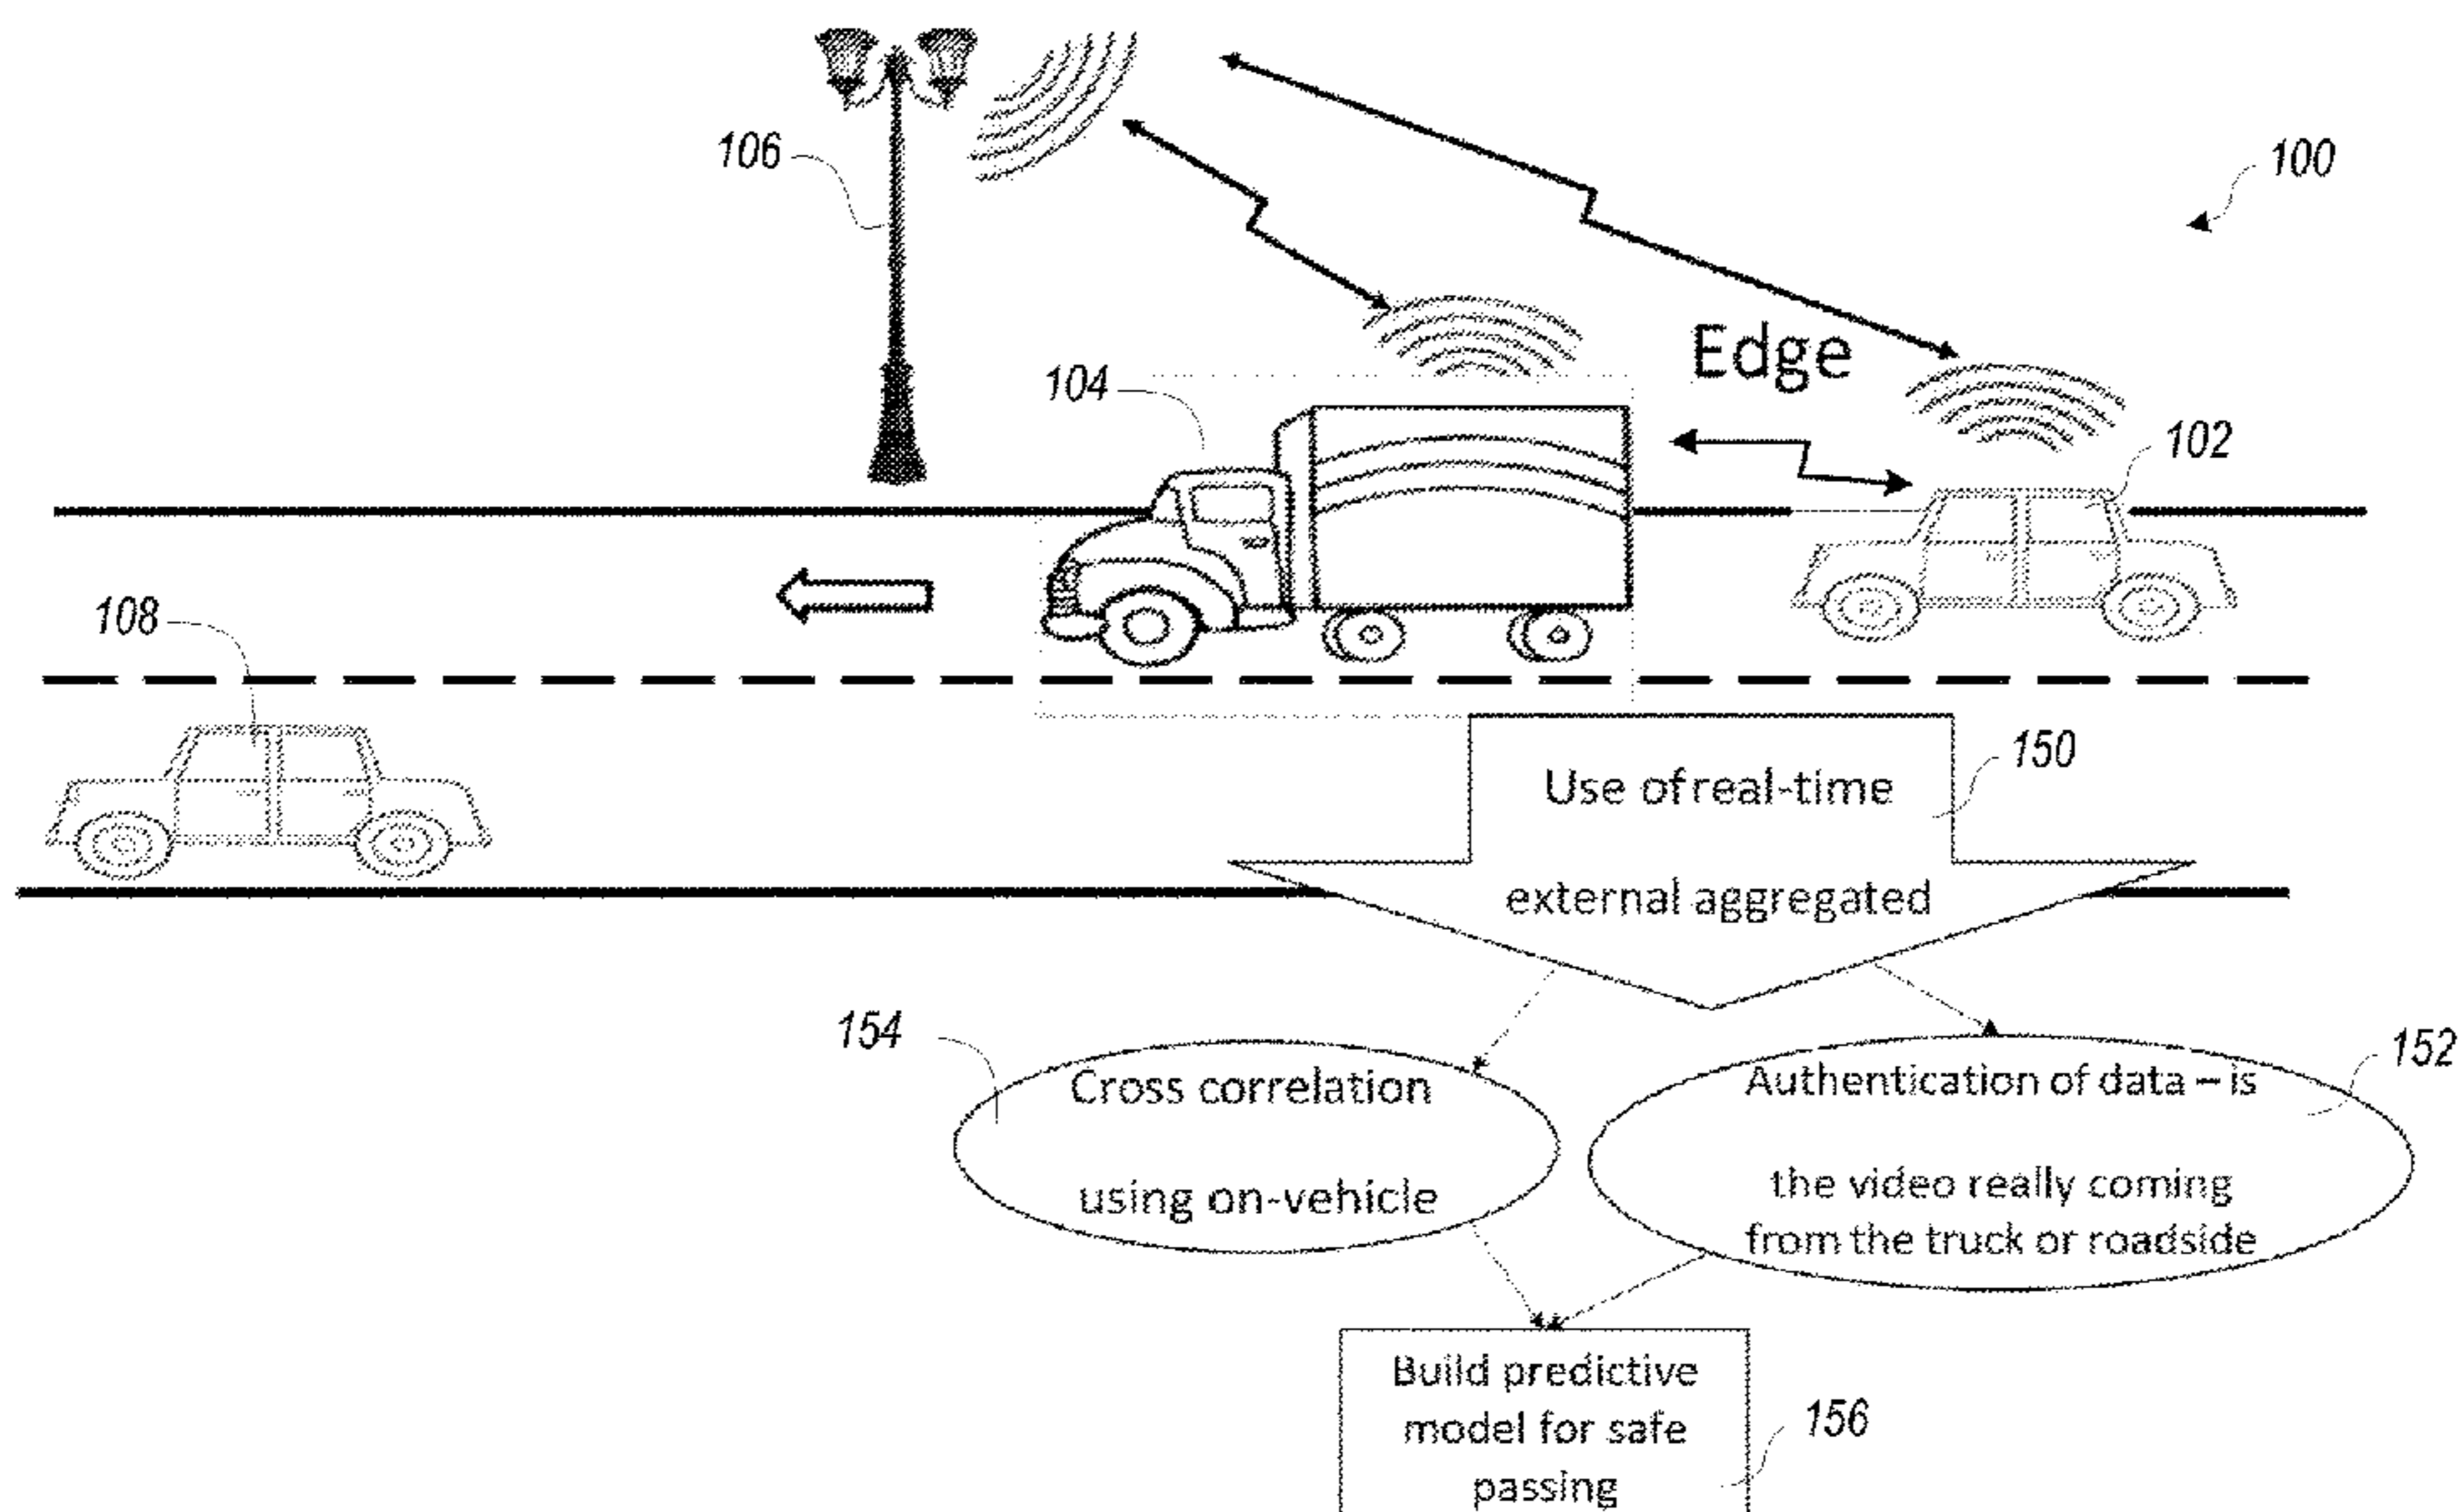 106
100
Edge
104
102
108
150
Use of real-time
external aggregated
154
152
Cross correlation
using on-vehicle
Authentication of data – is
the video really coming
from the truck or roadside
Build predictive
model for safe
passing
156